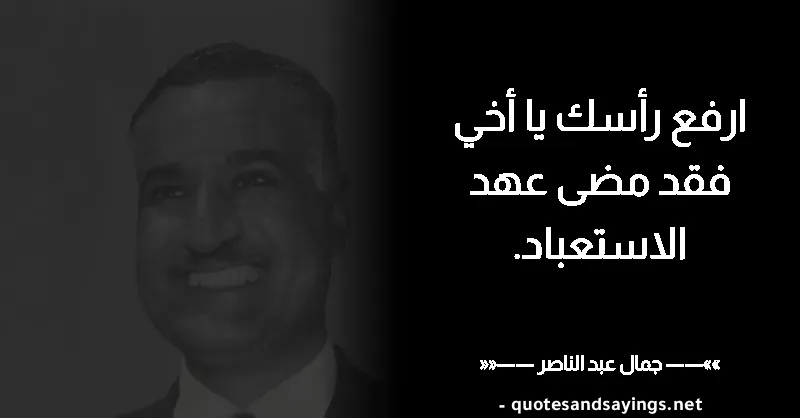 ارفع رأسك يا أخي
فقد مضى عهد
الاستعباد.
»»—— جمال عبد الناصر ——««
- quotesandsayings.net